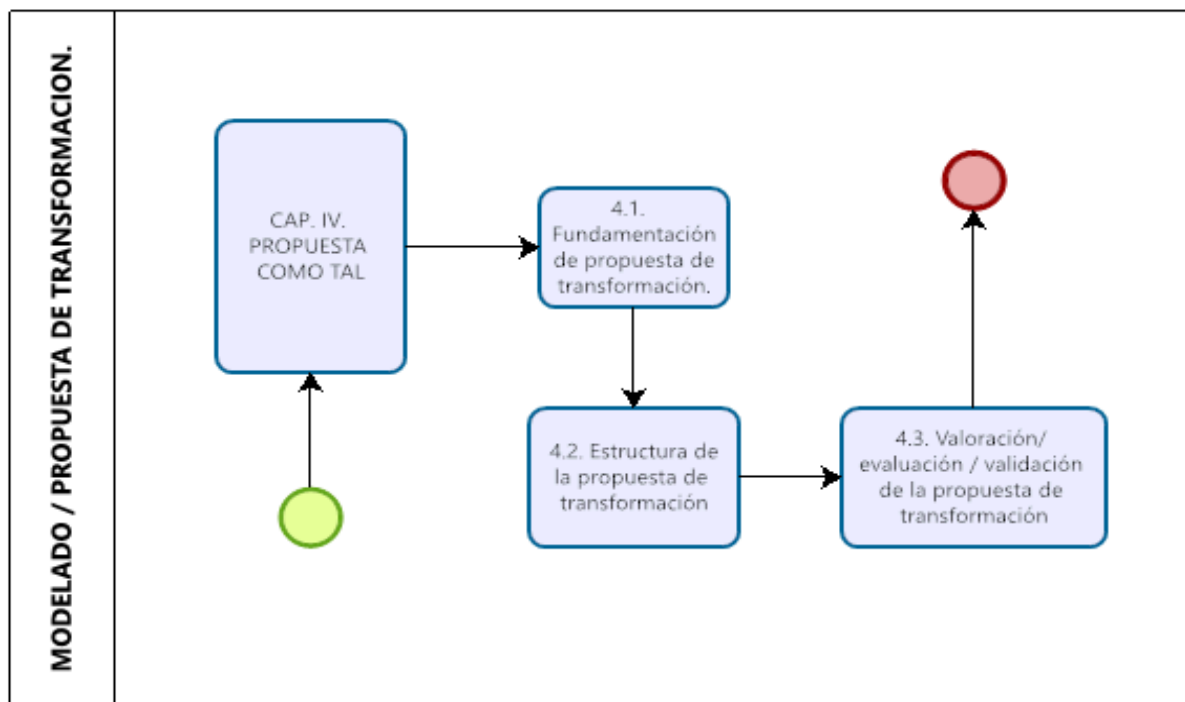 MODELADO / PROPUESTA DE TRANSFORMACION.
CAP. IV.
PROPUESTA
COMO TAL
4.1.
Fundamentación
de propuesta de
transformación.
4.2. Estructura de
la propuesta de
transformación
4.3. Valoración/
evaluación / validación
de la propuesta de
transformación